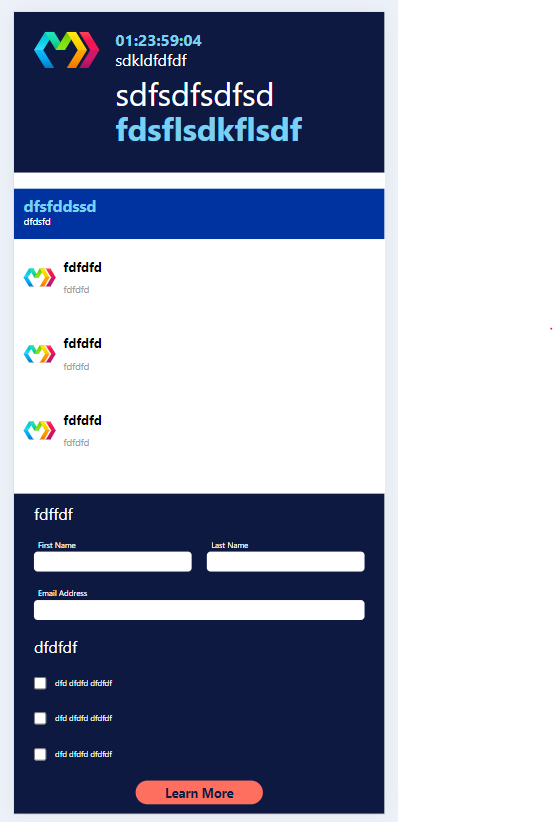 01:23:59:04
sdkldfdfdf
sdfsdfsdfsd
fdsflsdkflsdf
dfsfddssd
dfdsfd
fdfdfd
fdfdfd
fdfdfd
fdfdfd
fdfdfd
fdfdfd
fdffdf
First Name Last Name
Email Address
dfdfdf
dfd dfdfd dfdfdf
dfd dfdfd dfdfdf
dfd dfdfd dfdfdf
Learn More